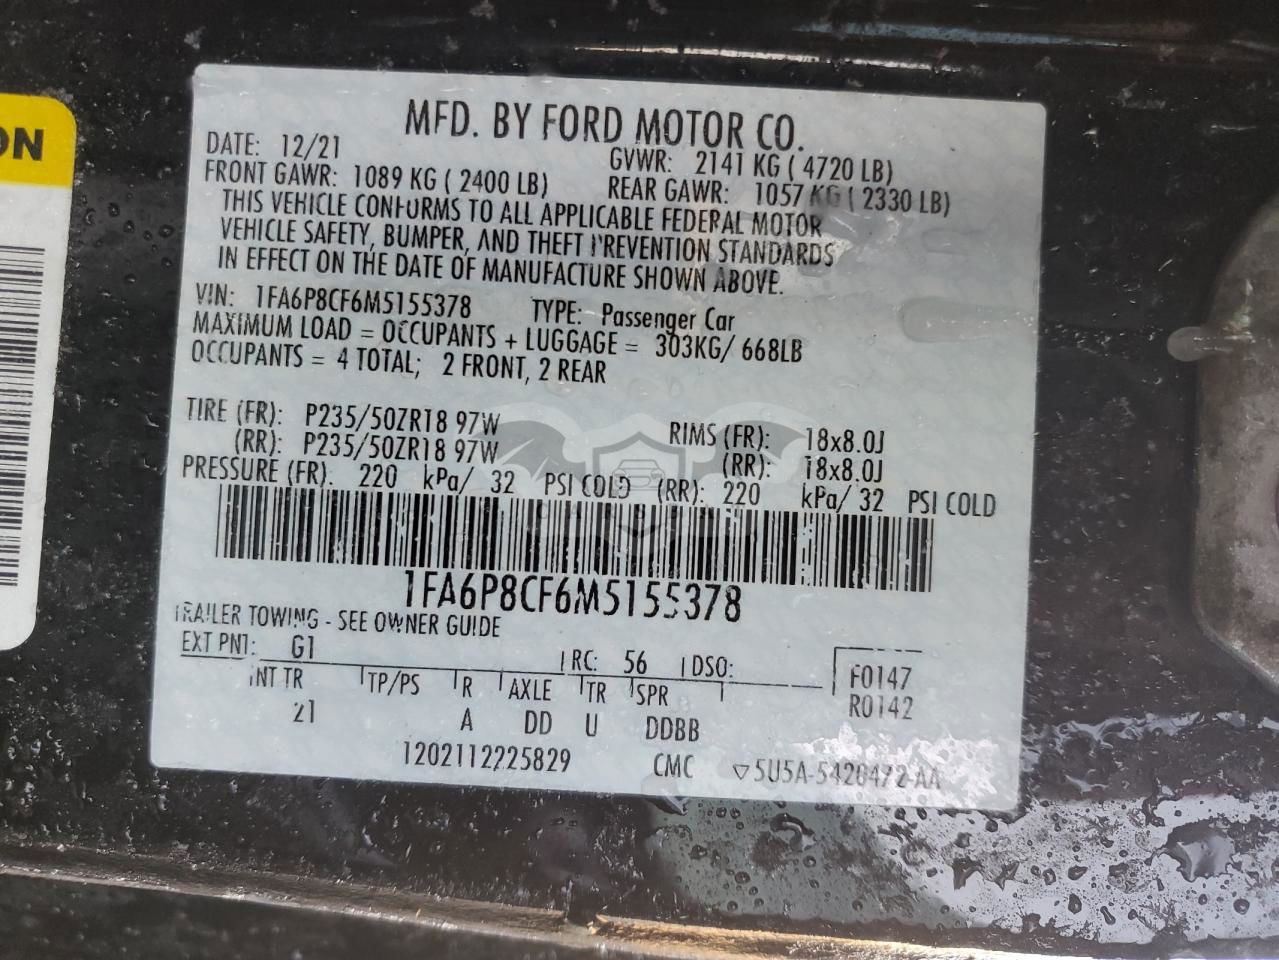 ON
MFD. BY FORD MOTOR CO.
DATE: 12/21 GVWR: 2141 KG ( 4720 LB)
FRONT GAWR: 1089 KG ( 2400 LB) REAR GAWR: 1057 KG ( 2330 LB)
THIS VEHICLE CONFORMS TO ALL APPLICABLE FEDERAL MOTOR
VEHICLE SAFETY, BUMPER, AND THEFT PREVENTION STANDARDS
IN EFFECT ON THE DATE OF MANUFACTURE SHOWN ABOVE.
VIN: 1FA6P8CF6M5155378 TYPE: Passenger Car
MAXIMUM LOAD = OCCUPANTS + LUGGAGE = 303KG/ 668LB
OCCUPANTS = 4 TOTAL; 2 FRONT, 2 REAR
TIRE (FR): P235/50ZR18 97W RIMS (FR): 18x8.0J
(RR): P235/50ZR18 97W (RR): 18x8.0J
PRESSURE (FR): 220 kPa/ 32 PSI COLD (RR): 220 kPa/ 32 PSI COLD
1FA6P8CF6M5155378
TRAILER TOWING - SEE OWNER GUIDE
EXT PNT: G1 RC: 56 DSO: F0147
INT TR TP/PS R AXLE TR SPR R0142
21 A DD U DDBB
1202112225829 CMC 5U5A-5420472-AA